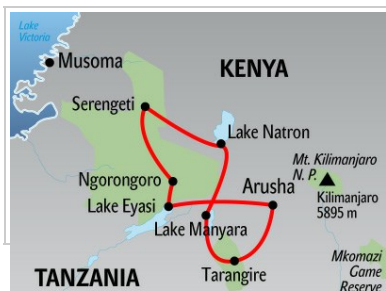 Lake
Victoria
Musoma
KENYA
Serengeti
Lake Natron
Mt. Kilimanjaro
N. P.
Ngorongoro
Arusha
Kilimanjaro
5895 m
Lake Eyasi
Lake Manyara
Mkomazi
Game
Reserve
Tarangire
TANZANIA